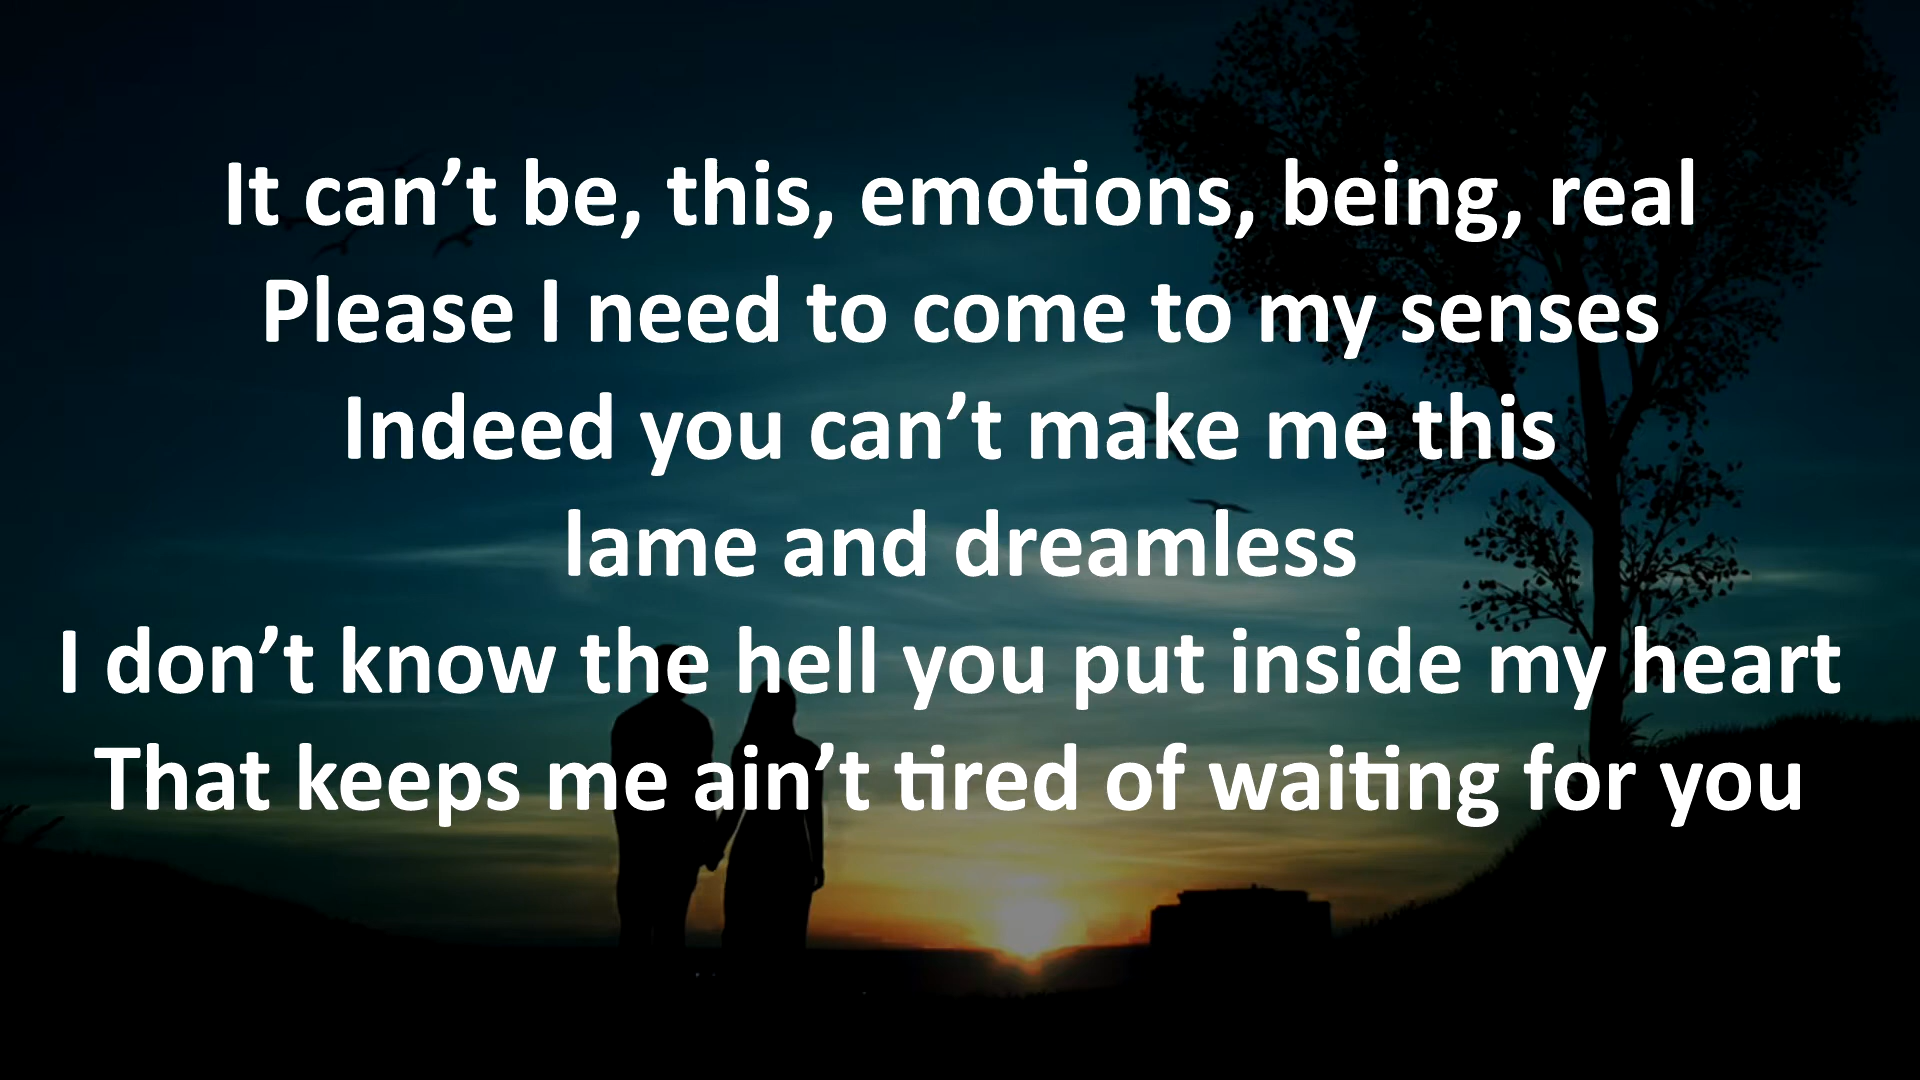 It can’t be, this, emotions, being, real
Please I need to come to my senses
Indeed you can’t make me this
lame and dreamless
I don’t know the hell you put inside my heart
That keeps me ain’t tired of waiting for you